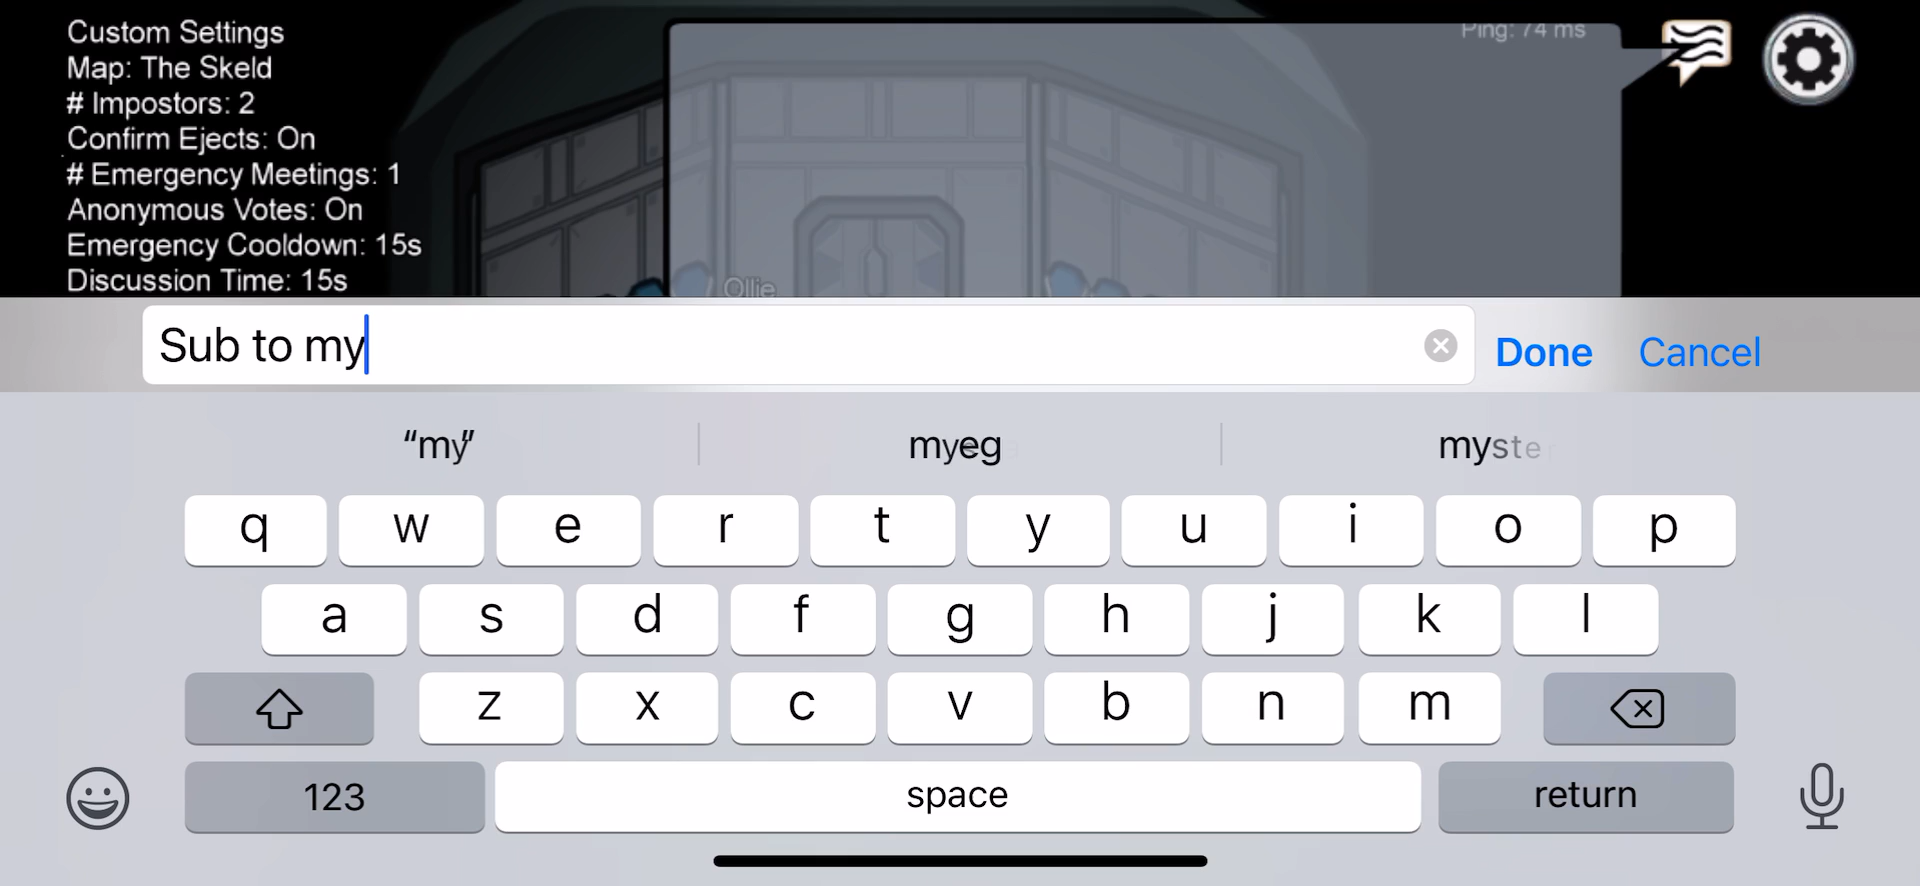 Custom Settings
Map: The Skeld
# Impostors: 2
Confirm Ejects: On
# Emergency Meetings: 1
Anonymous Votes: On
Emergency Cooldown: 15s
Discussion Time: 15s
Ping: 74 ms
Ollie
Sub to my
Done Cancel
“my” myeg myste
q w e r t y u i o p
a s d f g h j k l
z x c v b n m
123 space return